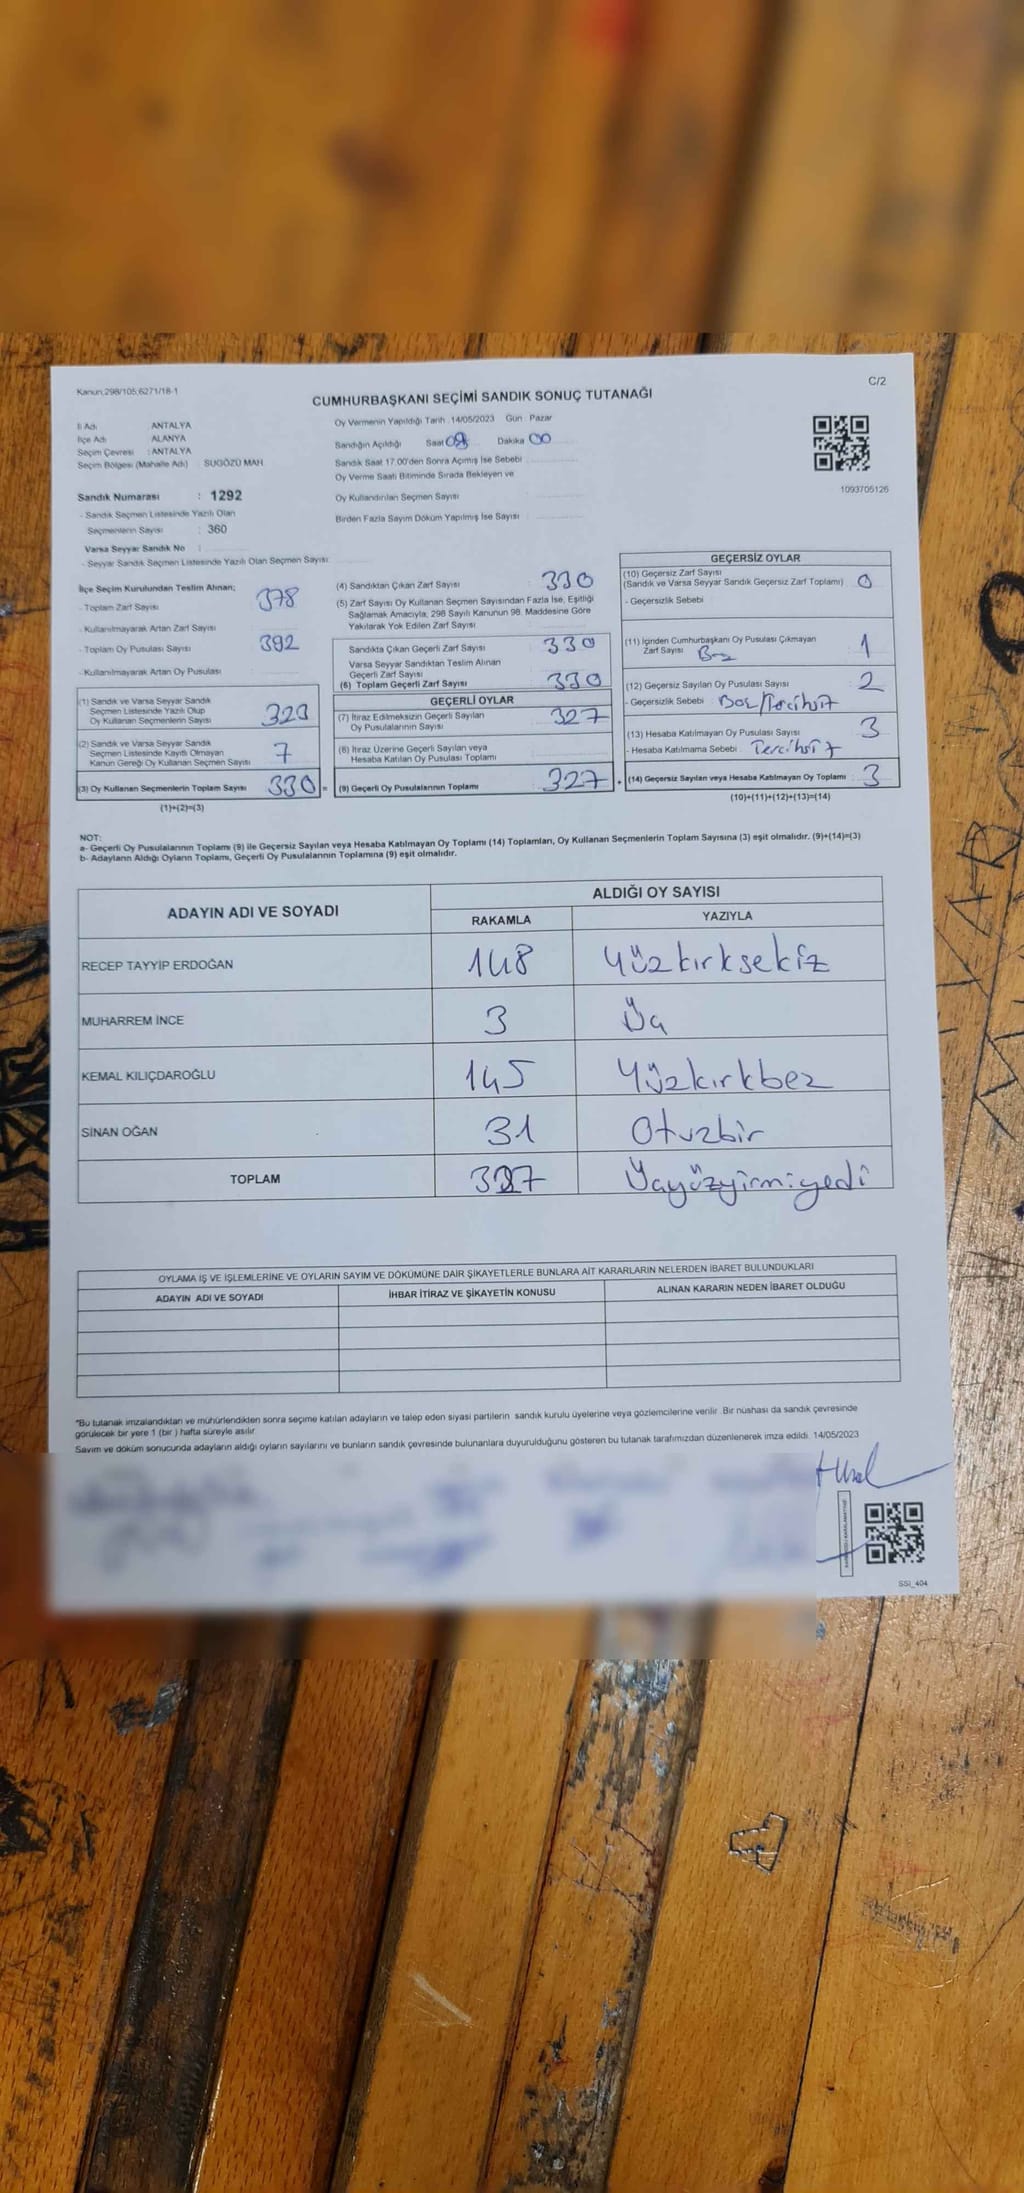 Kanun:298/105;6271/18-1
C/2
CUMHURBAŞKANI SEÇİMİ SANDIK SONUÇ TUTANAĞI
İl Adı ANTALYA
İlçe Adı ALANYA
Seçim Çevresi : ANTALYA
Seçim Bölgesi (Mahalle Adı) : SUGÖZÜ MAH
Sandık Numarası : 1292
- Sandık Seçmen Listesinde Yazılı Olan
Seçmenlerin Sayısı : 360
Varsa Seyyar Sandık No :
- Seyyar Sandık Seçmen Listesinde Yazılı Olan Seçmen Sayısı
Oy Vermenin Yapıldığı Tarih : 14/05/2023 Gün : Pazar
Sandığın Açıldığı Saat 08 Dakika 00
Sandık Saat 17.00'den Sonra Açılmış İse Sebebi
Oy Verme Saati Bitiminde Sırada Bekleyen ve
Oy Kullandırılan Seçmen Sayısı
Birden Fazla Sayım Döküm Yapılmış İse Sayısı
1093705126
İlçe Seçim Kurulundan Teslim Alınan;
- Toplam Zarf Sayısı 378
- Kullanılmayarak Artan Zarf Sayısı
- Toplam Oy Pusulası Sayısı 392
- Kullanılmayarak Artan Oy Pusulası
(1) Sandık ve Varsa Seyyar Sandık
Seçmen Listesinde Yazılı Olup
Oy Kullanan Seçmenlerin Sayısı 323
(2) Sandık ve Varsa Seyyar Sandık
Seçmen Listesinde Kayıtlı Olmayan
Kanun Gereği Oy Kullanan Seçmen Sayısı 7
(3) Oy Kullanan Seçmenlerin Toplam Sayısı 330 =
(1)+(2)=(3)
(4) Sandıktan Çıkan Zarf Sayısı : 330
(5) Zarf Sayısı Oy Kullanan Seçmen Sayısından Fazla İse, Eşitliği
Sağlamak Amacıyla, 298 Sayılı Kanunun 98. Maddesine Göre
Yakılarak Yok Edilen Zarf Sayısı
Sandıkta Çıkan Geçerli Zarf Sayısı 330
Varsa Seyyar Sandıktan Teslim Alınan
Geçerli Zarf Sayısı
(6) Toplam Geçerli Zarf Sayısı 330
GEÇERLİ OYLAR
(7) İtiraz Edilmeksizin Geçerli Sayılan
Oy Pusulalarının Sayısı 327
(8) İtiraz Üzerine Geçerli Sayılan veya
Hesaba Katılan Oy Pusulası Toplamı
(9) Geçerli Oy Pusulalarının Toplamı 327 +
GEÇERSİZ OYLAR
(10) Geçersiz Zarf Sayısı
(Sandık ve Varsa Seyyar Sandık Geçersiz Zarf Toplamı) 0
- Geçersizlik Sebebi
(11) İçinden Cumhurbaşkanı Oy Pusulası Çıkmayan
Zarf Sayısı 1
(12) Geçersiz Sayılan Oy Pusulası Sayısı 2
- Geçersizlik Sebebi :
(13) Hesaba Katılmayan Oy Pusulası Sayısı 3
- Hesaba Katılmama Sebebi
(14) Geçersiz Sayılan veya Hesaba Katılmayan Oy Toplamı 3
(10)+(11)+(12)+(13)=(14)
NOT:
a- Geçerli Oy Pusulalarının Toplamı (9) ile Geçersiz Sayılan veya Hesaba Katılmayan Oy Toplamı (14) Toplamları, Oy Kullanan Seçmenlerin Toplam Sayısına (3) eşit olmalıdır. (9)+(14)=(3)
b- Adayların Aldığı Oyların Toplamı, Geçerli Oy Pusulalarının Toplamına (9) eşit olmalıdır.
ADAYIN ADI VE SOYADI
ALDIĞI OY SAYISI
RAKAMLA YAZIYLA
RECEP TAYYİP ERDOĞAN 148 Yüzkırksekiz
MUHARREM İNCE 3 Üç
KEMAL KILIÇDAROĞLU 145 Yüzkırkbeş
SİNAN OĞAN 31 Otuzbir
TOPLAM 327 Üçyüzyirmiyedi
OYLAMA İŞ VE İŞLEMLERİNE VE OYLARIN SAYIM VE DÖKÜMÜNE DAİR ŞİKAYETLERLE BUNLARA AİT KARARLARIN NELERDEN İBARET BULUNDUKLARI
ADAYIN ADI VE SOYADI İHBAR İTİRAZ VE ŞİKAYETİN KONUSU ALINAN KARARIN NEDEN İBARET OLDUĞU
*Bu tutanak imzalandıktan ve mühürlendikten sonra seçime katılan adayların ve talep eden siyasi partilerin sandık kurulu üyelerine veya gözlemcilerine verilir. Bir nüshası da sandık çevresinde
görülecek bir yere 1 (bir ) hafta süreyle asılır.
Sayım ve döküm sonucunda adayların aldığı oyların sayılarını ve bunların sandık çevresinde bulunanlara duyurulduğunu gösteren bu tutanak tarafımızdan düzenlenerek imza edildi. 14/05/2023
SSI_404